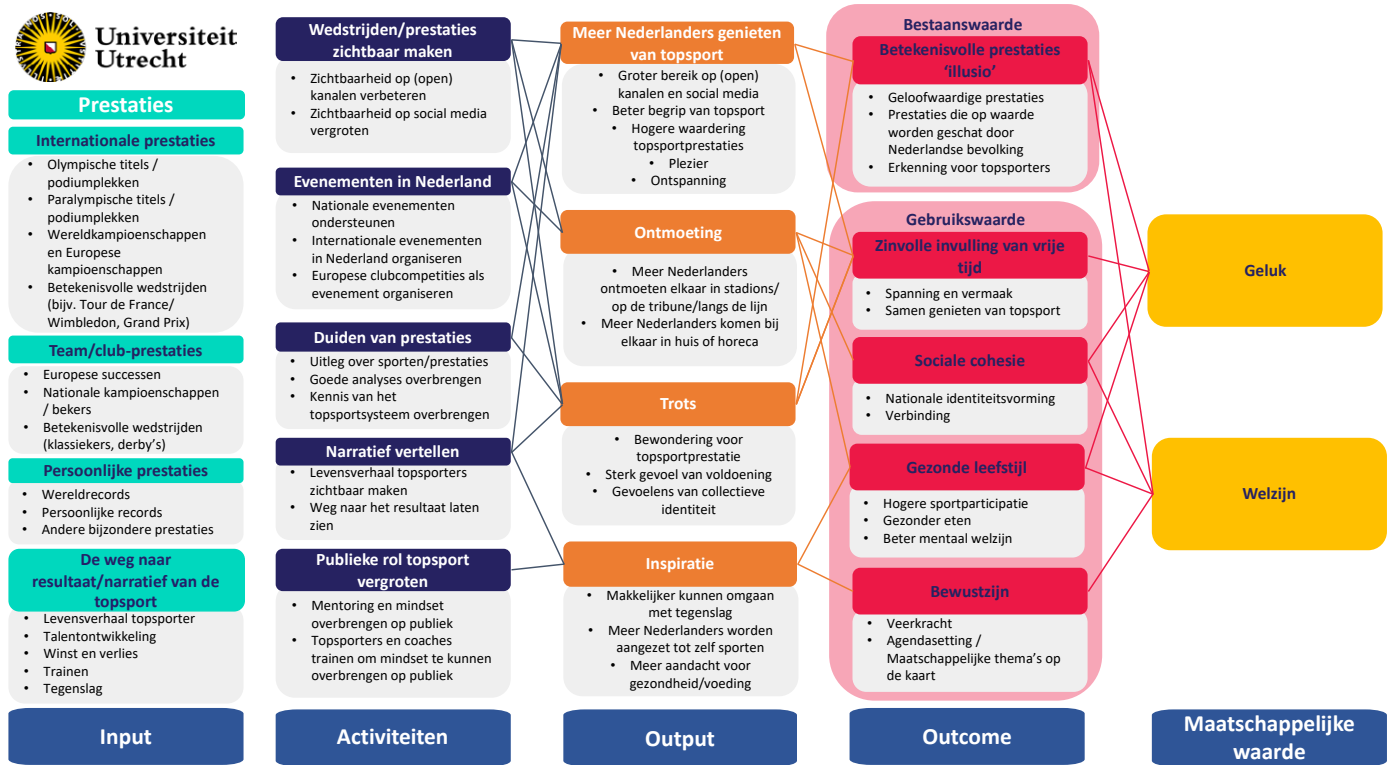 Universiteit
Utrecht
Prestaties
Internationale prestaties
• Olympische titels /
podiumplekken
• Paralympische titels /
podiumplekken
• Wereldkampioenschappen
en Europese
kampioenschappen
• Betekenisvolle wedstrijden
(bijv. Tour de France/
Wimbledon, Grand Prix)
Team/club-prestaties
• Europese successen
• Nationale kampioenschappen
/ bekers
• Betekenisvolle wedstrijden
(klassiekers, derby's)
Persoonlijke prestaties
• Wereldrecords
• Persoonlijke records
• Andere bijzondere prestaties
De weg naar
resultaat/narratief van de
topsport
• Levensverhaal topsporter
• Talentontwikkeling
• Winst en verlies
• Trainen
• Tegenslag
Input
Wedstrijden/prestaties
zichtbaar maken
• Zichtbaarheid op (open)
kanalen verbeteren
• Zichtbaarheid op social media
vergroten
Evenementen in Nederland
• Nationale evenementen
ondersteunen
• Internationale evenementen
in Nederland organiseren
• Europese clubcompetities als
evenement organiseren
Duiden van prestaties
• Uitleg over sporten/prestaties
• Goede analyses overbrengen
• Kennis van het
topsportsysteem overbrengen
Narratief vertellen
• Levensverhaal topsporters
zichtbaar maken
• Weg naar het resultaat laten
zien
Publieke rol topsport
vergroten
• Mentoring en mindset
overbrengen op publiek
• Topsporters en coaches
trainen om mindset te kunnen
overbrengen op publiek
Activiteiten
Meer Nederlanders genieten
van topsport
• Groter bereik op (open)
kanalen en social media
• Beter begrip van topsport
• Hogere waardering
topsportprestaties
• Plezier
• Ontspanning
Ontmoeting
• Meer Nederlanders
ontmoeten elkaar in stadions/
op de tribune/langs de lijn
• Meer Nederlanders komen bij
elkaar in huis of horeca
Trots
• Bewondering voor
topsportprestatie
• Sterk gevoel van voldoening
• Gevoelens van collectieve
identiteit
Inspiratie
• Makkelijker kunnen omgaan
met tegenslag
• Meer Nederlanders worden
aangezet tot zelf sporten
• Meer aandacht voor
gezondheid/voeding
Output
Bestaanswaarde
Betekenisvolle prestaties
‘illusio’
• Geloofwaardige prestaties
• Prestaties die op waarde
worden geschat door
Nederlandse bevolking
• Erkenning voor topsporters
Gebruikswaarde
Zinvolle invulling van vrije
tijd
• Spanning en vermaak
• Samen genieten van topsport
Sociale cohesie
• Nationale identiteitsvorming
• Verbinding
Gezonde leefstijl
• Hogere sportparticipatie
• Gezonder eten
• Beter mentaal welzijn
Bewustzijn
• Veerkracht
• Agendasetting /
Maatschappelijke thema's op
de kaart
Outcome
Geluk
Welzijn
Maatschappelijke
waarde